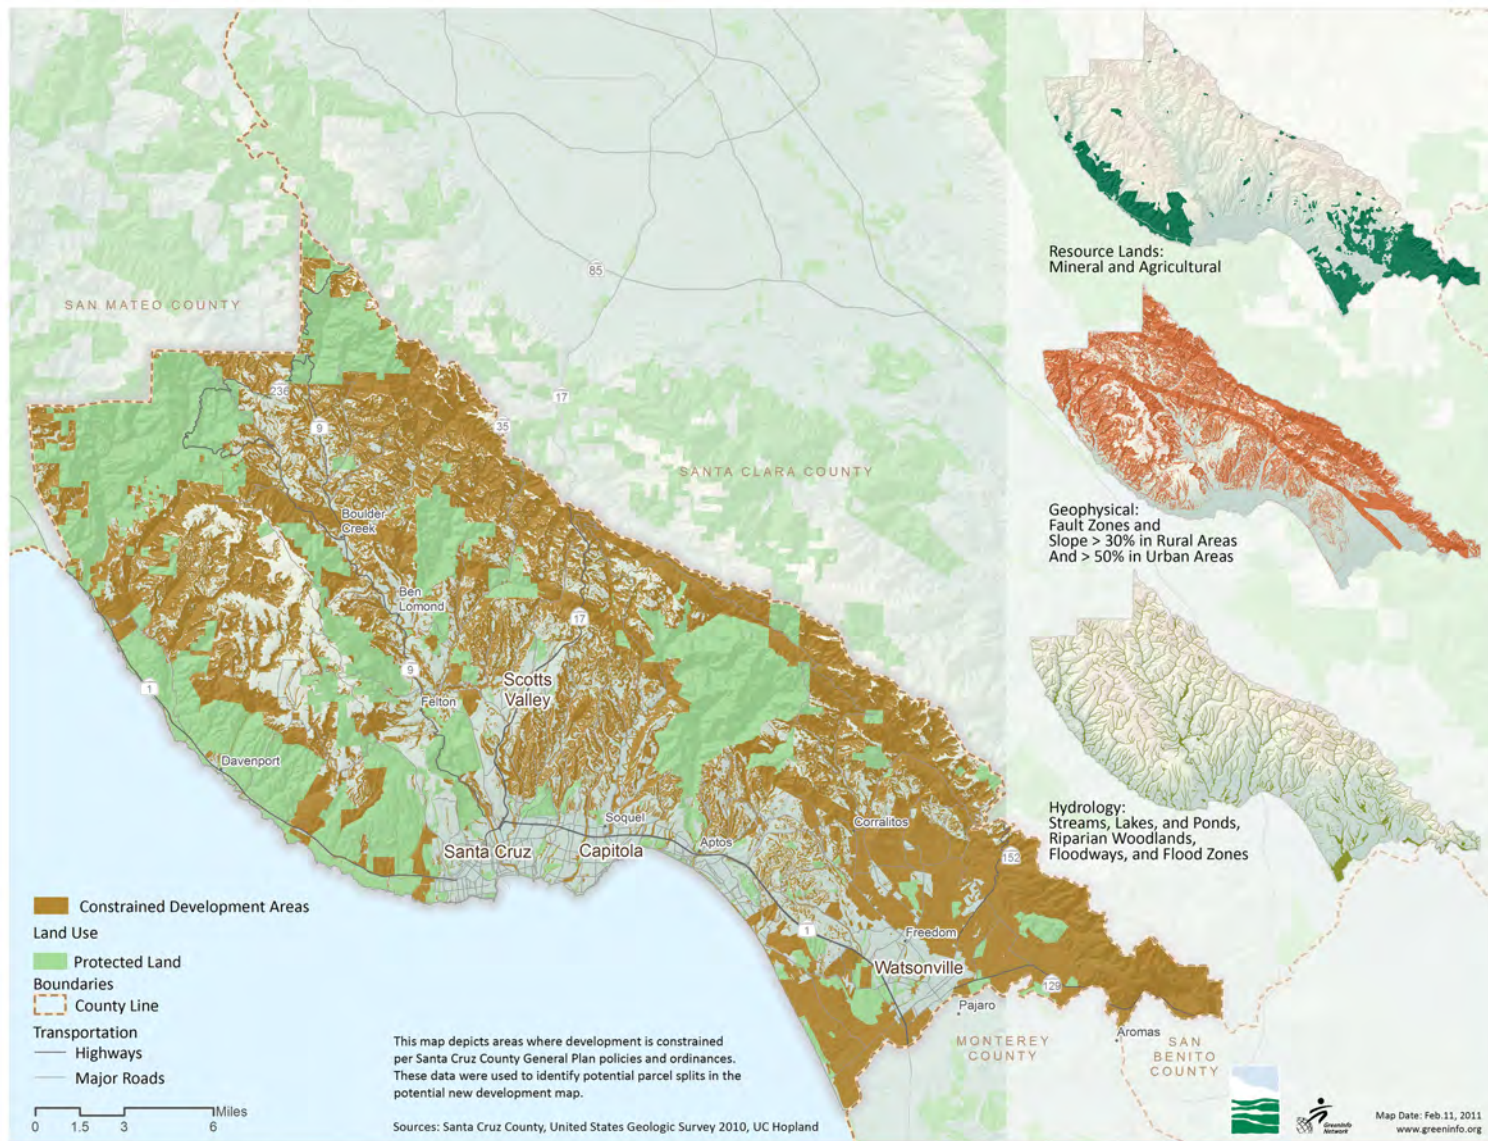 SAN MATEO COUNTY
85
17
236
9
35
SANTA CLARA COUNTY
Boulder
Creek
Ben
Lomond
17
9
1
Scotts
Valley
Felton
Davenport
Soquel
Santa Cruz
Capitola
Aptos
Corralitos
152
1
Freedom
Watsonville
129
Pajaro
Aromas
MONTEREY
COUNTY
SAN
BENITO
COUNTY
Resource Lands:
Mineral and Agricultural
Geophysical:
Fault Zones and
Slope > 30% in Rural Areas
And > 50% in Urban Areas
Hydrology:
Streams, Lakes, and Ponds,
Riparian Woodlands,
Floodways, and Flood Zones
Constrained Development Areas
Land Use
Protected Land
Boundaries
County Line
Transportation
Highways
Major Roads
Miles
0 1.5 3 6
This map depicts areas where development is constrained
per Santa Cruz County General Plan policies and ordinances.
These data were used to identify potential parcel splits in the
potential new development map.
Sources: Santa Cruz County, United States Geologic Survey 2010, UC Hopland
GreenInfo
Network
Map Date: Feb.11, 2011
www.greeninfo.org